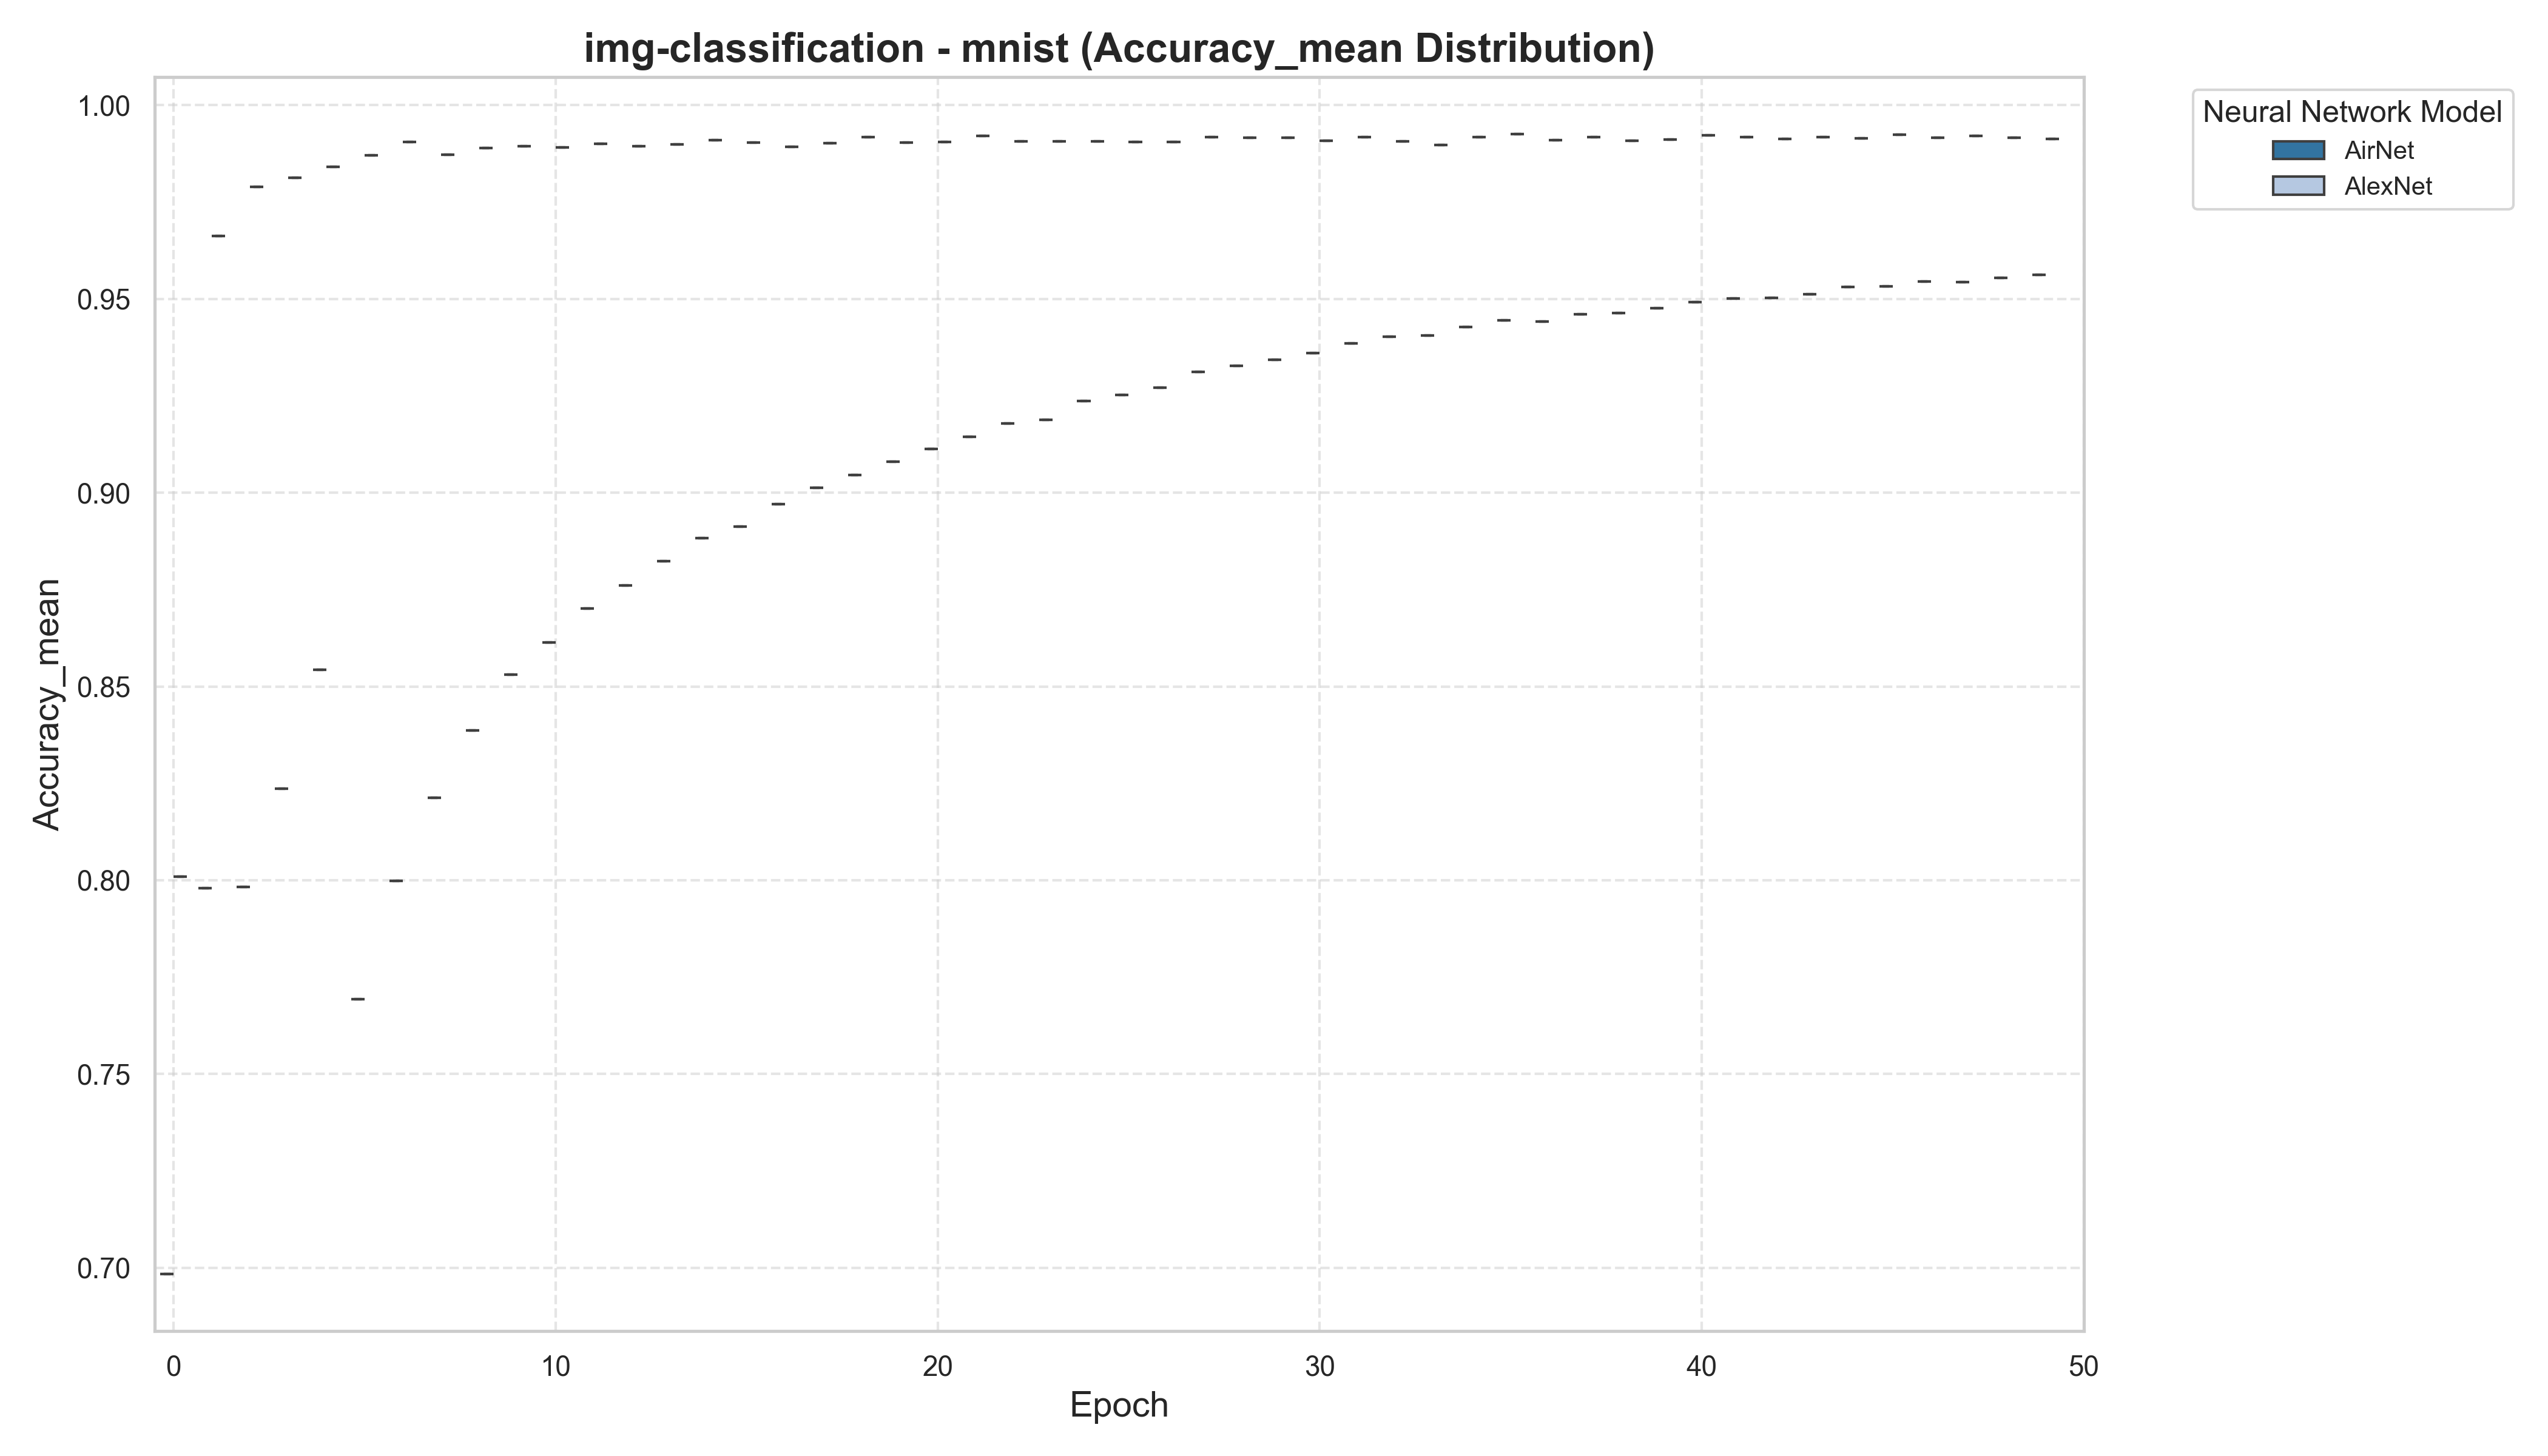 img-classification - mnist (Accuracy_mean Distribution)
Neural Network Model
AirNet
AlexNet
Accuracy_mean
1.00
0.95
0.90
0.85
0.80
0.75
0.70
0
10
20
30
40
50
Epoch